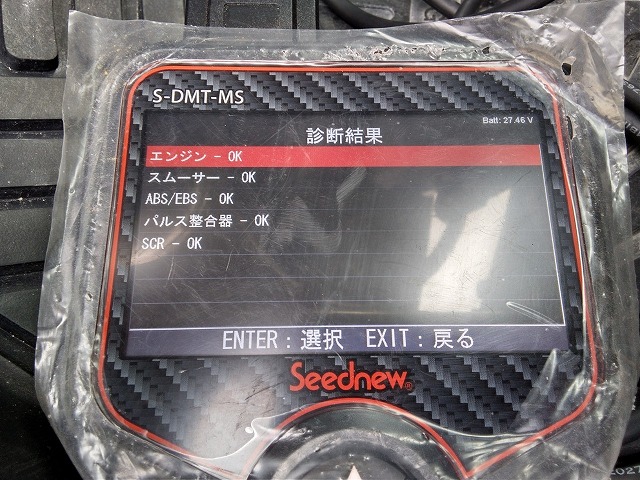 S-DMT-MS
Batt: 27.46 V
診断結果
エンジン - OK
スムーサー - OK
ABS/EBS - OK
パルス整合器 - OK
SCR - OK
ENTER : 選択 EXIT : 戻る
Seednew®